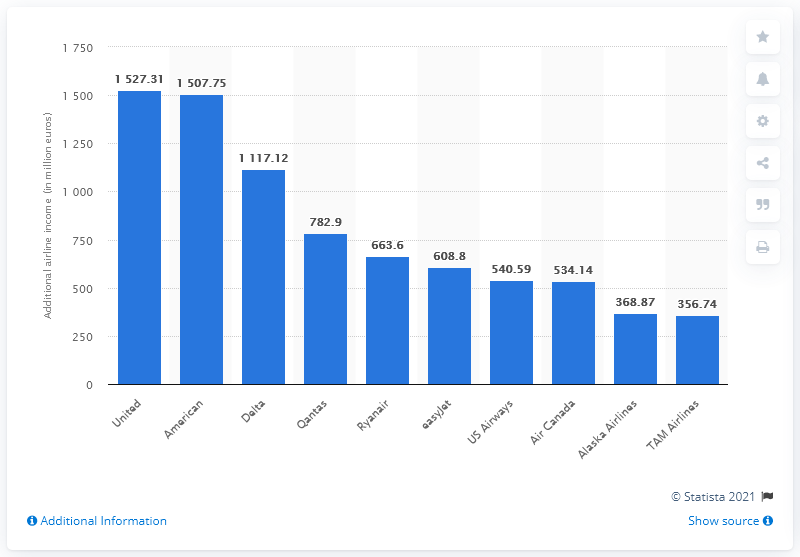 Additional airline income (in million euros)
1 750
1 500
1 250
1 000
750
500
250
0
1 527.31
1 507.75
1 117.12
782.9
663.6
608.8
540.59
534.14
368.87
356.74
United
American
Delta
Qantas
Ryanair
easyJet
US Airways
Air Canada
Alaska Airlines
TAM Airlines
© Statista 2021
Additional Information
Show source